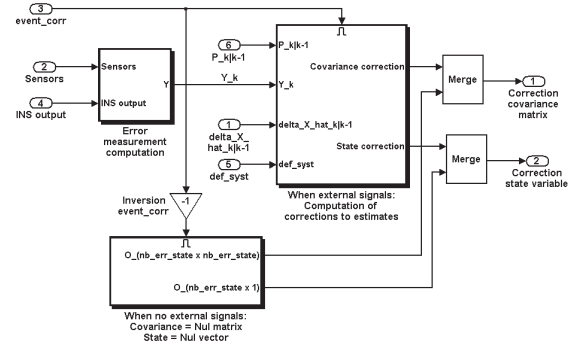 3
event_corr
6
P_k|k-1
P_k|k-1
Covariance correction
Merge
1
Correction
covariance
matrix
2
Sensors
Sensors
Y
Y_k
Y_k
4
INS output
INS output
Error
measurement
computation
1
delta_X_
hat_k|k-1
delta_X_hat_k|k-1
State correction
Merge
2
Correction
state variable
5
def_syst
def_syst
When external signals:
Computation of
corrections to estimates
Inversion
event_corr
-1
O_(nb_err_state x nb_err_state)
O_(nb_err_state x 1)
When no external signals:
Covariance = Nul matrix
State = Nul vector